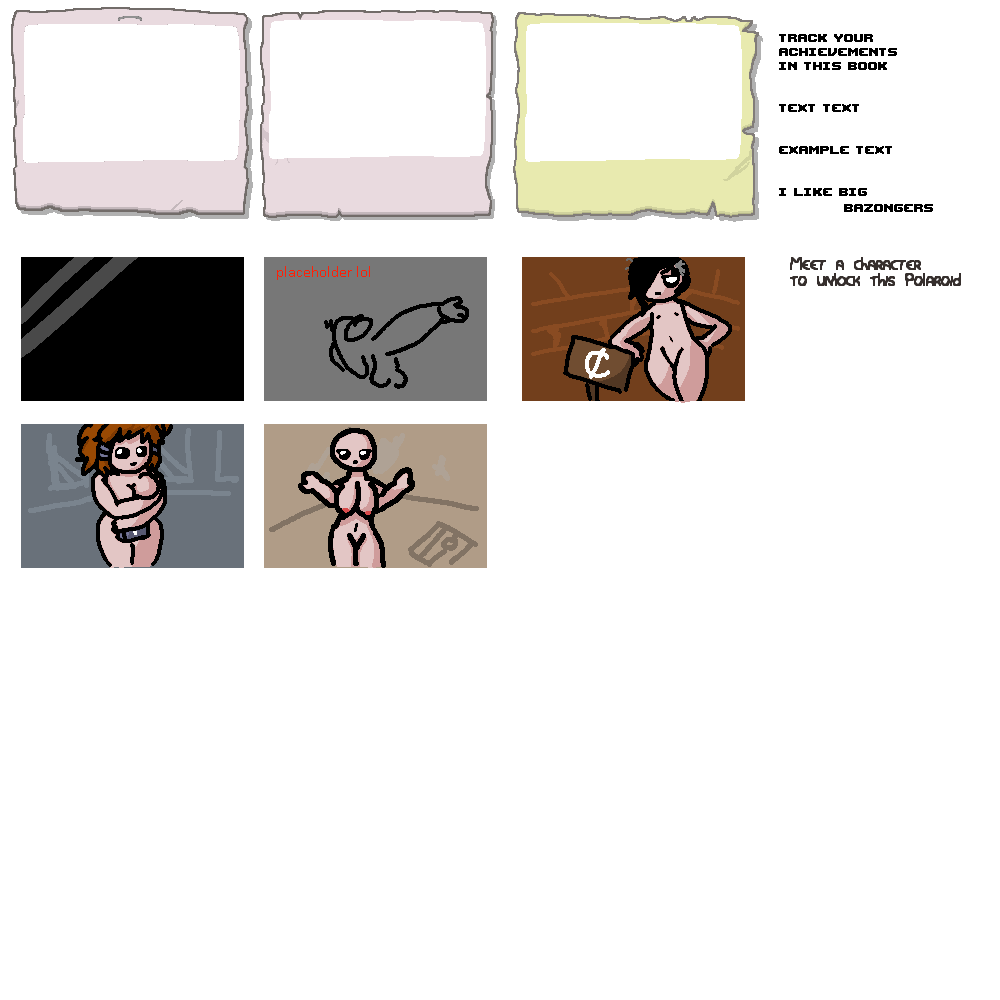 TRACK YOUR
ACHIEVEMENTS
IN THIS BOOK
TEXT TEXT
EXAMPLE TEXT
I LIKE BIG
BAZONGERS
placeholder lol
Meet a character
to unlock this Polaroid
₵